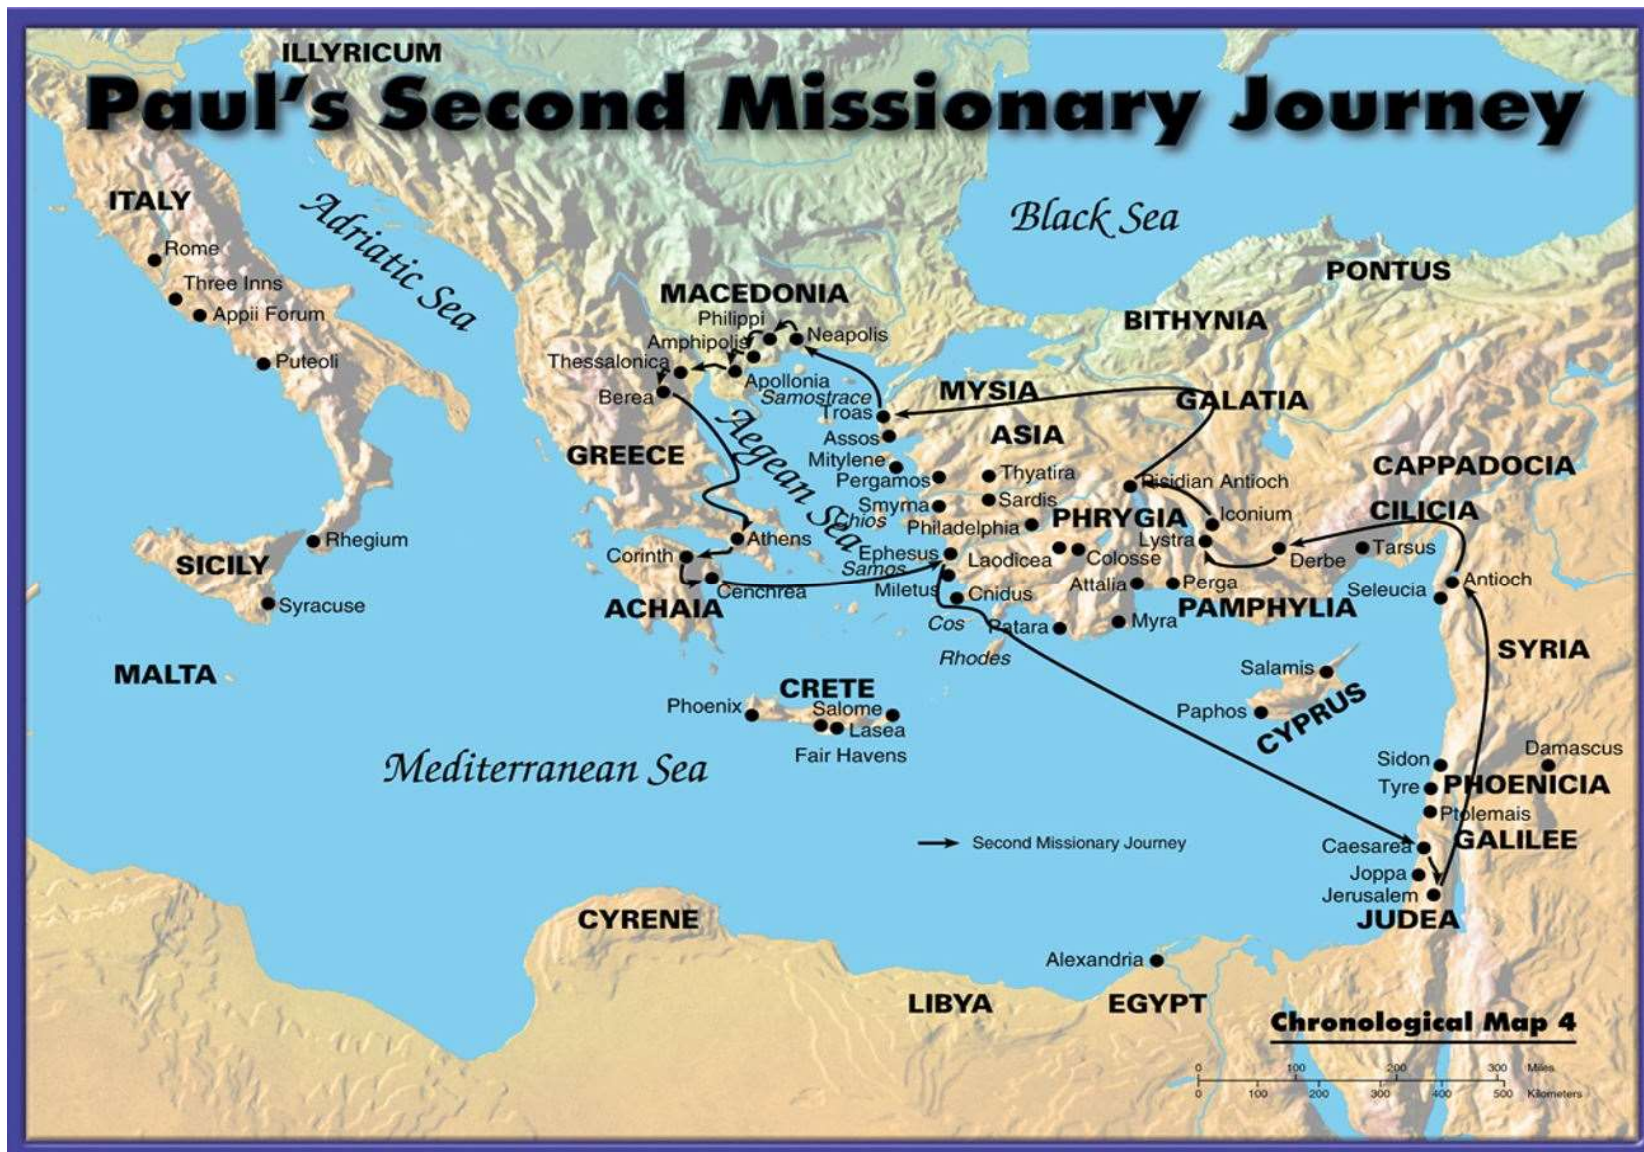 ILLYRICUM
Paul's Second Missionary Journey
ITALY
Adriatic Sea
Black Sea
Rome
Three Inns
Appii Forum
Puteoli
PONTUS
BITHYNIA
MACEDONIA
Philippi
Neapolis
Amphipolis
Thessalonica
Apollonia
Berea
Samostrace
Troas
MYSIA
GALATIA
Aegean Sea
Assos
ASIA
GREECE
Mitylene
Pergamos
Thyatira
Pisidian Antioch
CAPPADOCIA
Smyrna
Sardis
Chios
Philadelphia
PHRYGIA
Iconium
CILICIA
Rhegium
SICILY
Syracuse
Athens
Corinth
Ephesus
Laodicea
Colosse
Lystra
Derbe
Tarsus
Samos
Cenchrea
ACHAIA
Miletus
Cnidus
Attalia
Perga
PAMPHYLIA
Seleucia
Antioch
Cos
Patara
Myra
Rhodes
SYRIA
MALTA
Salamis
CRETE
Phoenix
Salome
Lasea
Fair Havens
Paphos
CYPRUS
Mediterranean Sea
Sidon
Damascus
Tyre
PHOENICIA
Ptolemais
Second Missionary Journey
Caesarea
GALILEE
Joppa
Jerusalem
JUDEA
CYRENE
Alexandria
LIBYA
EGYPT
Chronological Map 4
0 100 200 300 Miles
0 100 200 300 400 500 Kilometers